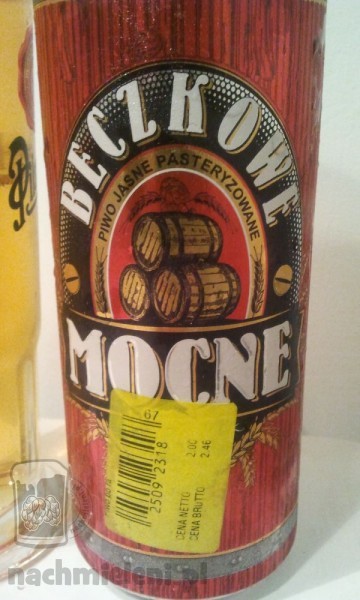 BECZKOWE
PIWO JASNE PASTERYZOWANE
MOCNE
67
2509 2318
CENA NETTO 2.00
CENA BRUTTO 2.46
nachmieleni.pl